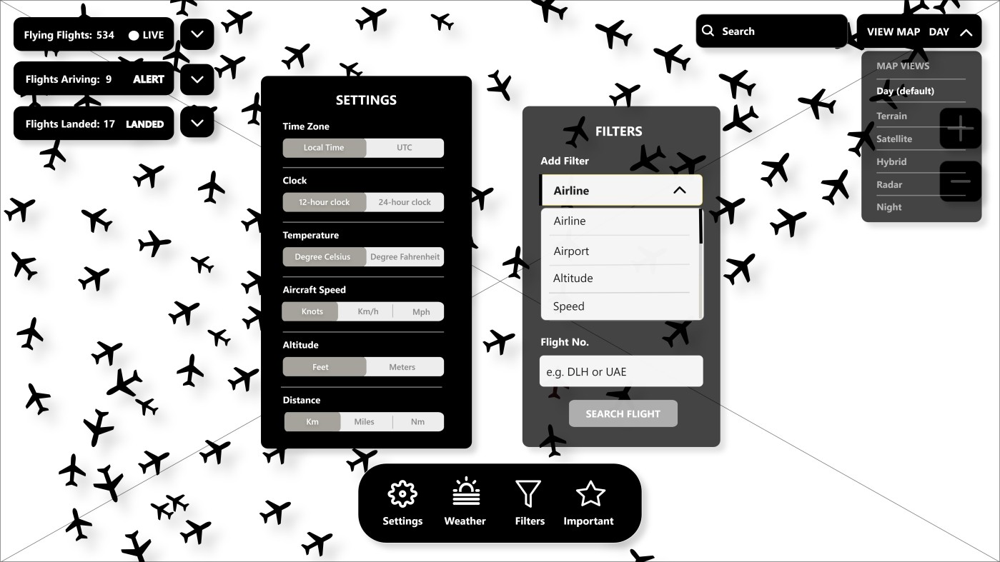 Flying Flights: 534 LIVE
Flights Ariving: 9 ALERT
Flights Landed: 17 LANDED
Search
VIEW MAP DAY
MAP VIEWS
Day (default)
Terrain
Satellite
Hybrid
Radar
Night
SETTINGS
Time Zone
Local Time UTC
Clock
12-hour clock 24-hour clock
Temperature
Degree Celsius Degree Fahrenheit
Aircraft Speed
Knots Km/h Mph
Altitude
Feet Meters
Distance
Km Miles Nm
FILTERS
Add Filter
Airline
Airline
Airport
Altitude
Speed
Flight No.
e.g. DLH or UAE
SEARCH FLIGHT
Settings Weather Filters Important